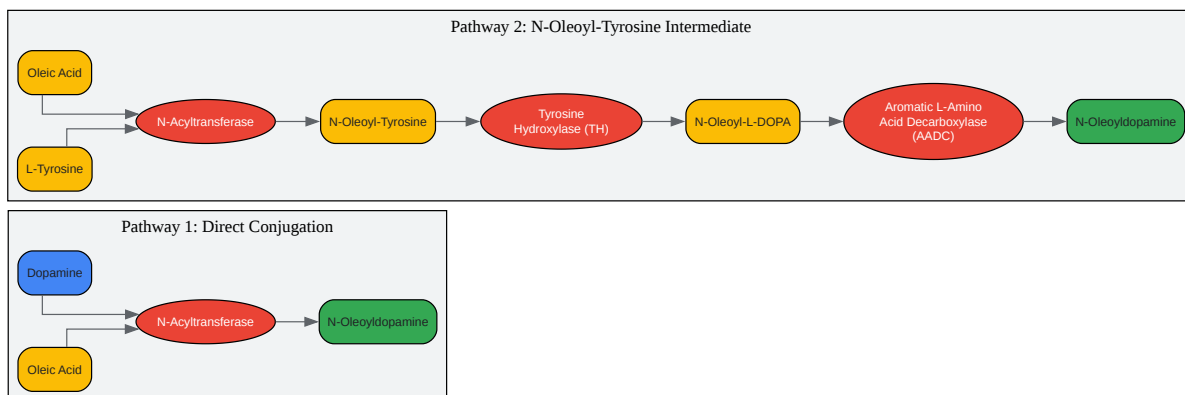 Pathway 2: N-Oleoyl-Tyrosine Intermediate
Oleic Acid
L-Tyrosine
N-Acyltransferase
N-Oleoyl-Tyrosine
Tyrosine
Hydroxylase (TH)
N-Oleoyl-L-DOPA
Aromatic L-Amino
Acid Decarboxylase
(AADC)
N-Oleoyldopamine
Pathway 1: Direct Conjugation
Dopamine
Oleic Acid
N-Acyltransferase
N-Oleoyldopamine